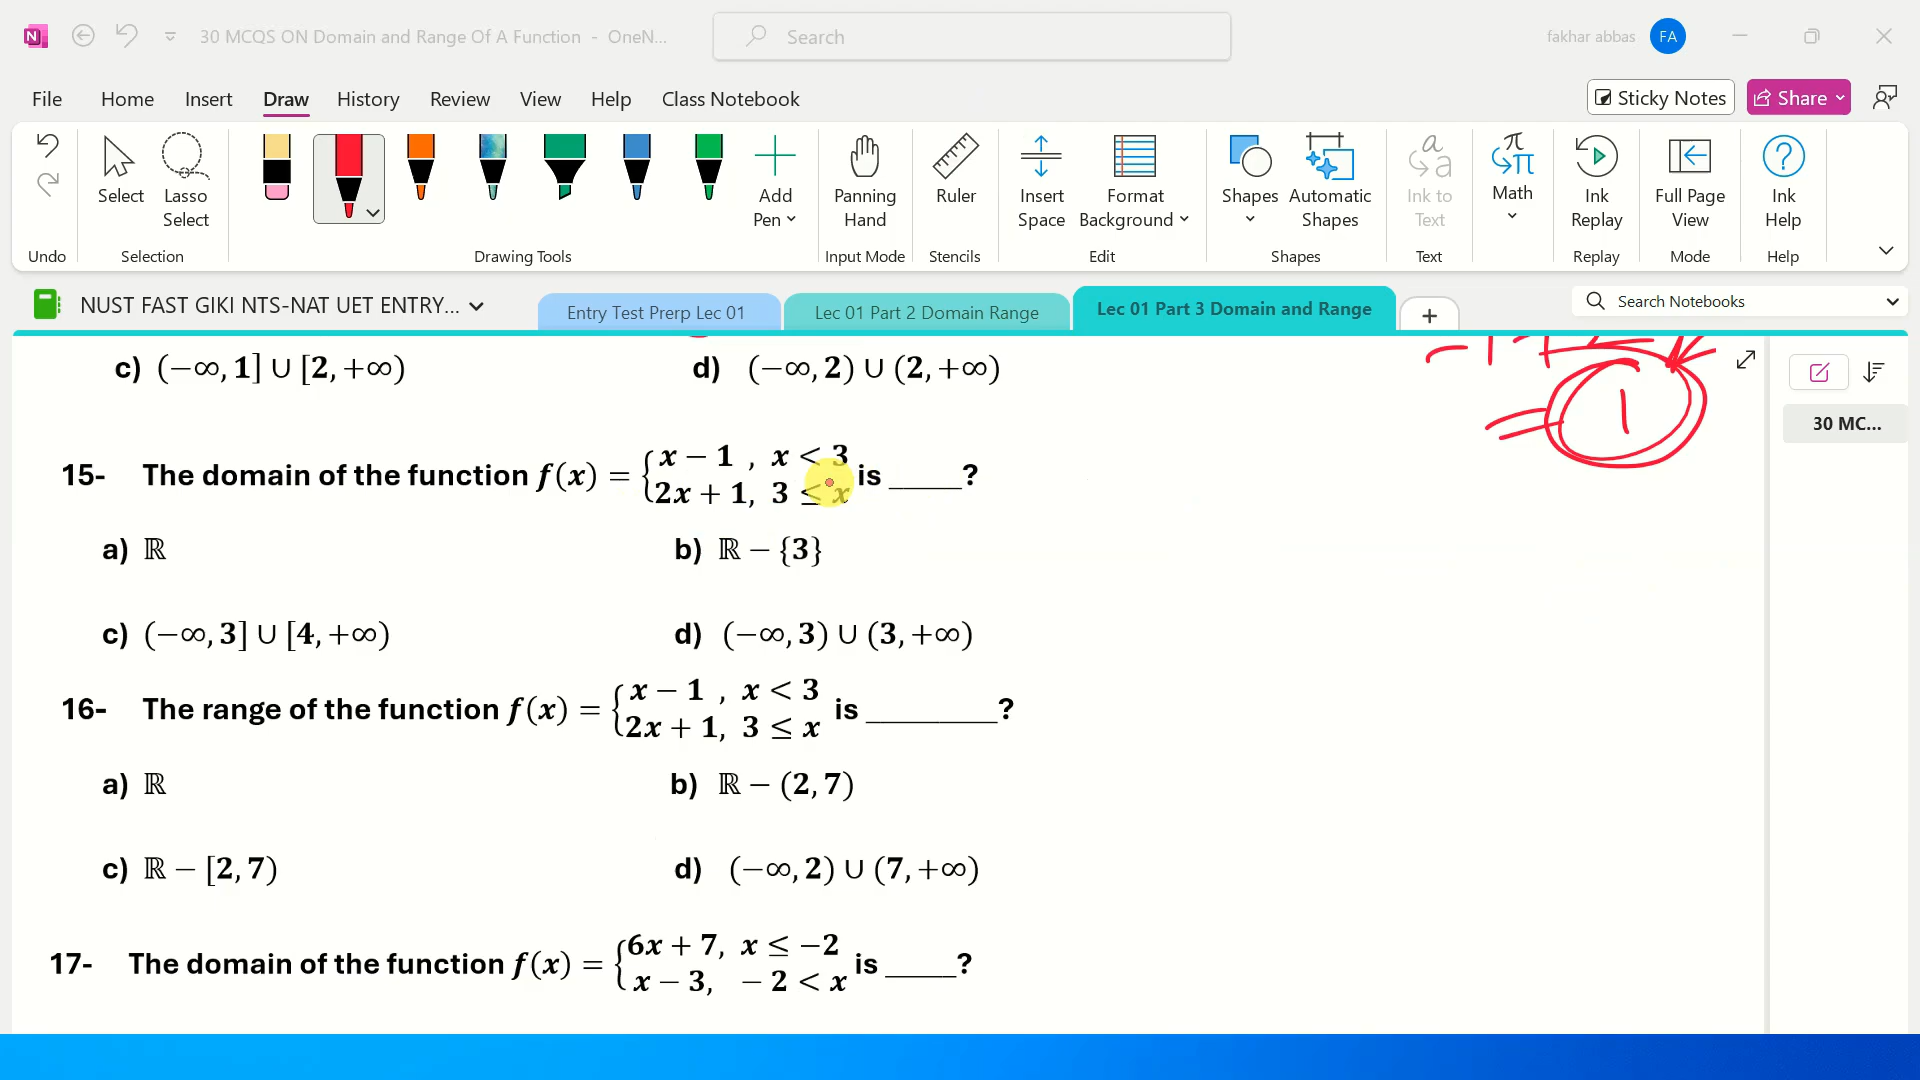 30 MCQS ON Domain and Range Of A Function - OneN...
Search
fakhar abbas
FA
File Home Insert Draw History Review View Help Class Notebook
Sticky Notes
Share
Select
Lasso Select
Add Pen
Panning Hand
Ruler
Insert Space
Format Background
Shapes
Automatic Shapes
Ink to Text
Math
Ink Replay
Full Page View
Ink Help
Undo Selection Drawing Tools Input Mode Stencils Edit Shapes Text Replay Mode Help
NUST FAST GIKI NTS-NAT UET ENTRY...
Entry Test Prerp Lec 01
Lec 01 Part 2 Domain Range
Lec 01 Part 3 Domain and Range
+
Search Notebooks
30 MC...
c) (−∞, 1] ∪ [2, +∞) d) (−∞, 2) ∪ (2, +∞)
= 1
15- The domain of the function f(x) = {x − 1 , x < 3
2x + 1, 3 ≤ x is _____?
a) ℝ b) ℝ − {3}
c) (−∞, 3] ∪ [4, +∞) d) (−∞, 3) ∪ (3, +∞)
16- The range of the function f(x) = {x − 1 , x < 3
2x + 1, 3 ≤ x is _________?
a) ℝ b) ℝ − (2, 7)
c) ℝ − [2, 7) d) (−∞, 2) ∪ (7, +∞)
17- The domain of the function f(x) = {6x + 7, x ≤ −2
x − 3, − 2 < x is _____?